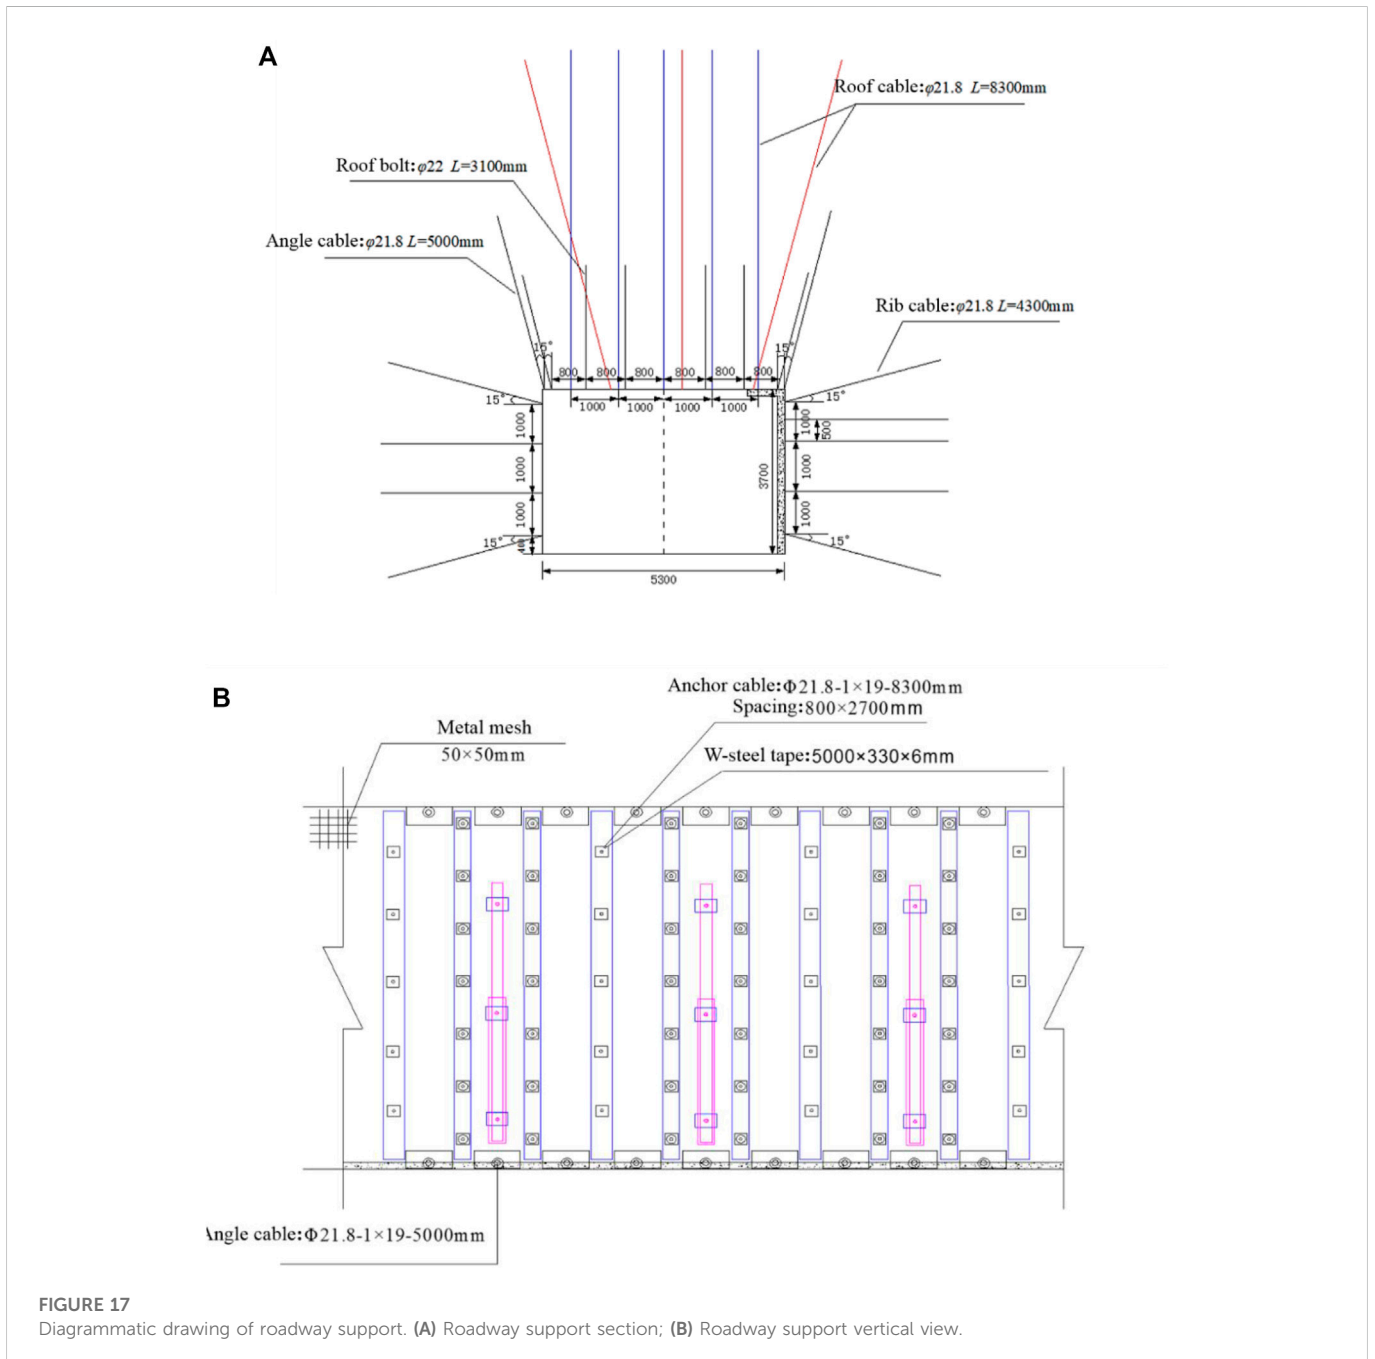 A
Roof cable:φ21.8 L=8300mm
Roof bolt:φ22 L=3100mm
Angle cable:φ21.8 L=5000mm
Rib cable:φ21.8 L=4300mm
15°
15°
800
800
800
800
800
800
15°
15°
1000
1000
1000
1000
1000
1000
500
1000
1000
3700
1000
1000
15°
15°
5300
B
Anchor cable:Φ21.8-1×19-8300mm
Spacing:800×2700mm
Metal mesh
50×50mm
W-steel tape:5000×330×6mm
Angle cable:Φ21.8-1×19-5000mm
FIGURE 17
Diagrammatic drawing of roadway support. (A) Roadway support section; (B) Roadway support vertical view.